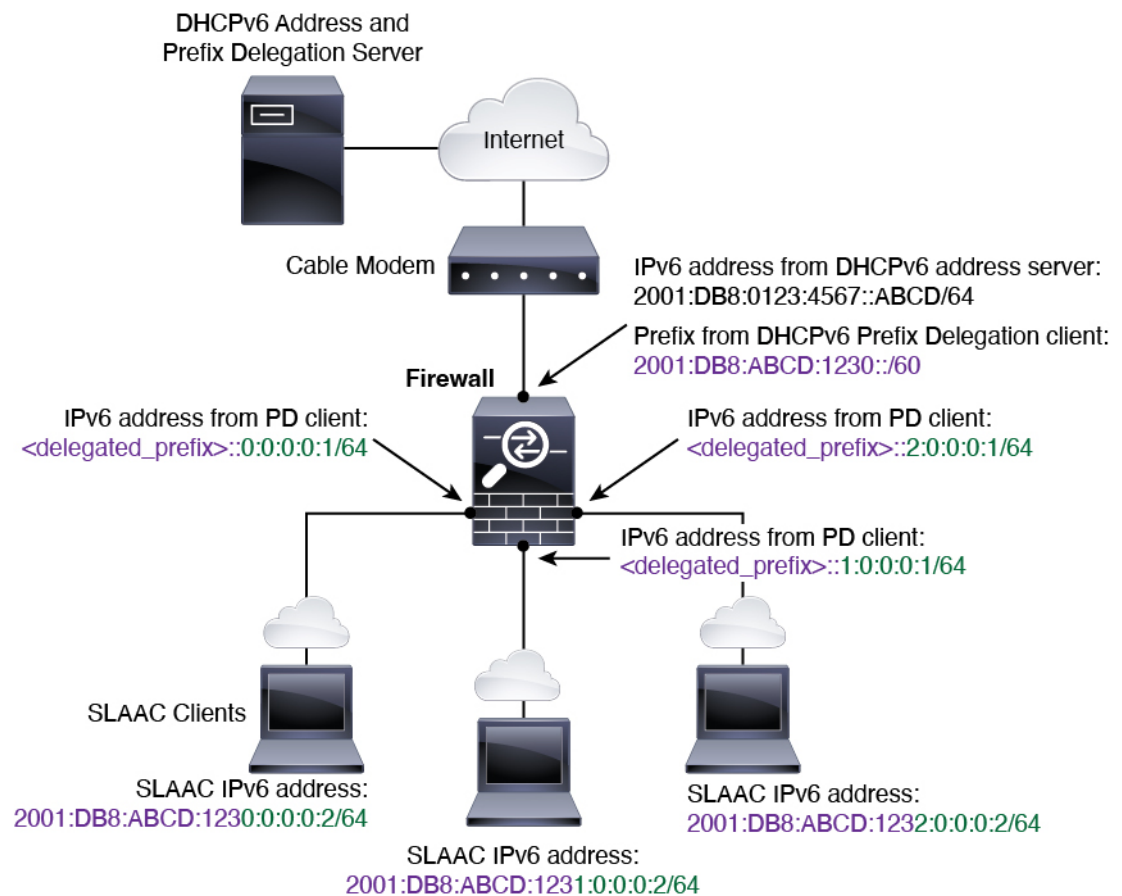 DHCPv6 Address and
Prefix Delegation Server
Internet
Cable Modem
IPv6 address from DHCPv6 address server:
2001:DB8:0123:4567::ABCD/64
Prefix from DHCPv6 Prefix Delegation client:
2001:DB8:ABCD:1230::/60
Firewall
IPv6 address from PD client:
<delegated_prefix>::0:0:0:0:1/64
IPv6 address from PD client:
<delegated_prefix>::2:0:0:0:1/64
IPv6 address from PD client:
<delegated_prefix>::1:0:0:0:1/64
SLAAC Clients
SLAAC IPv6 address:
2001:DB8:ABCD:1230:0:0:0:2/64
SLAAC IPv6 address:
2001:DB8:ABCD:1232:0:0:0:2/64
SLAAC IPv6 address:
2001:DB8:ABCD:1231:0:0:0:2/64